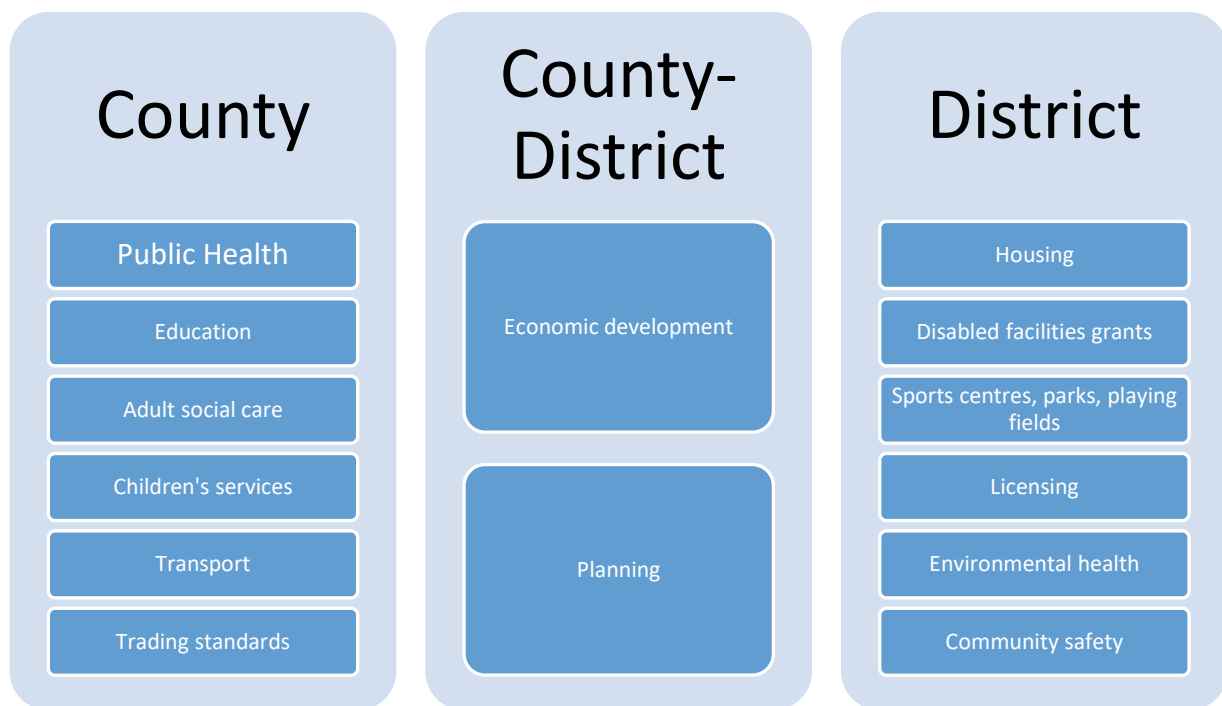 County
Public Health
Education
Adult social care
Children's services
Transport
Trading standards
County-
District
Economic development
Planning
District
Housing
Disabled facilities grants
Sports centres, parks, playing
fields
Licensing
Environmental health
Community safety